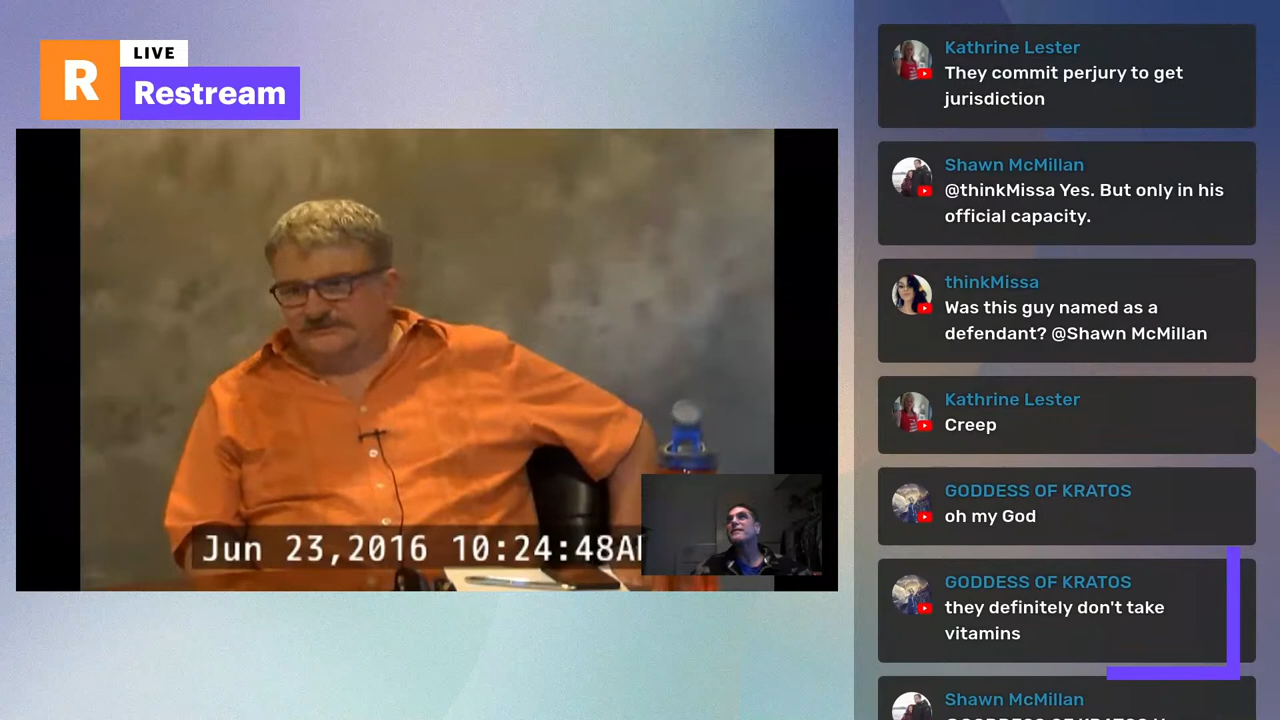 R
LIVE
Restream
Jun 23,2016 10:24:48A
Kathrine Lester
They commit perjury to get
jurisdiction
Shawn McMillan
@thinkMissa Yes. But only in his
official capacity.
thinkMissa
Was this guy named as a
defendant? @Shawn McMillan
Kathrine Lester
Creep
GODDESS OF KRATOS
oh my God
GODDESS OF KRATOS
they definitely don't take
vitamins
Shawn McMillan